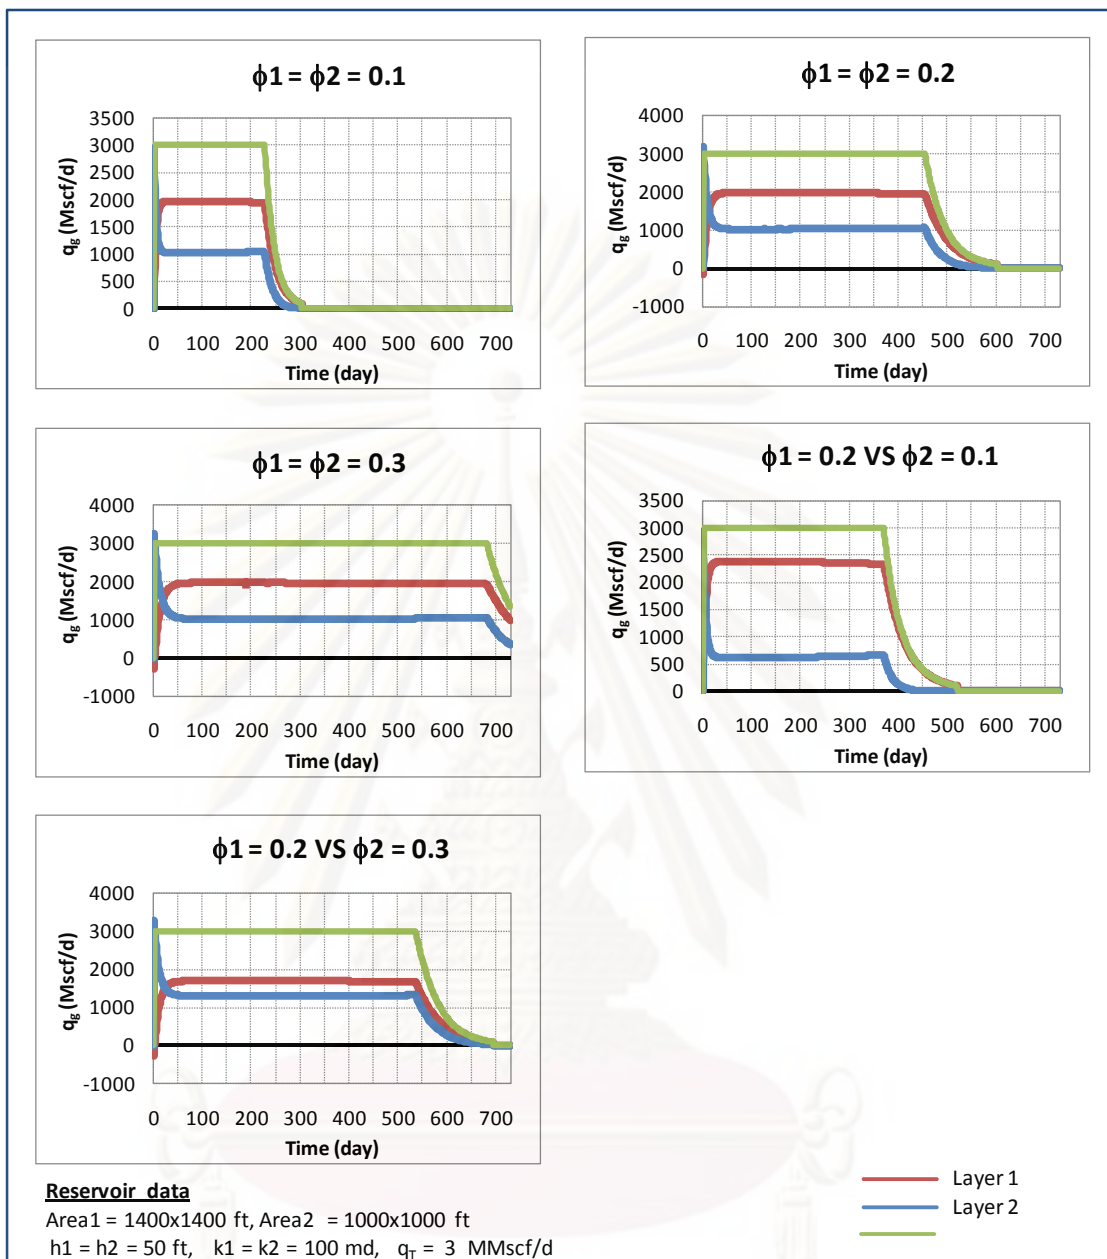 ϕ1 = ϕ2 = 0.1
3500
3000
2500
2000
1500
1000
500
0
q_g (Mscf/d)
0 100 200 300 400 500 600 700
Time (day)
ϕ1 = ϕ2 = 0.2
4000
3000
2000
1000
0
-1000
q_g (Mscf/d)
0 100 200 300 400 500 600 700
Time (day)
ϕ1 = ϕ2 = 0.3
4000
3000
2000
1000
0
-1000
q_g (Mscf/d)
0 100 200 300 400 500 600 700
Time (day)
ϕ1 = 0.2 VS ϕ2 = 0.1
3500
3000
2500
2000
1500
1000
500
0
q_g (Mscf/d)
0 100 200 300 400 500 600 700
Time (day)
ϕ1 = 0.2 VS ϕ2 = 0.3
4000
3000
2000
1000
0
-1000
q_g (Mscf/d)
0 100 200 300 400 500 600 700
Time (day)
Reservoir data
Area1 = 1400x1400 ft, Area2 = 1000x1000 ft
h1 = h2 = 50 ft, k1 = k2 = 100 md, q_T = 3 MMscf/d
Layer 1
Layer 2